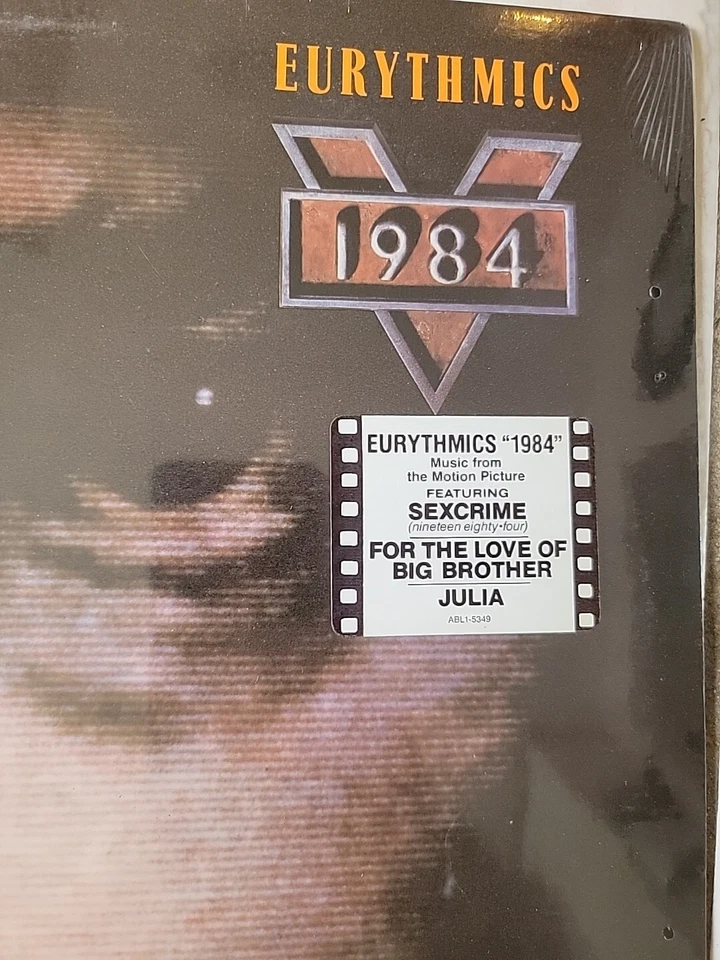 EURYTHM!CS
1984
EURYTHMICS “1984”
Music from
the Motion Picture
FEATURING
SEXCRIME
(nineteen eighty•four)
FOR THE LOVE OF
BIG BROTHER
JULIA
ABL1-5349